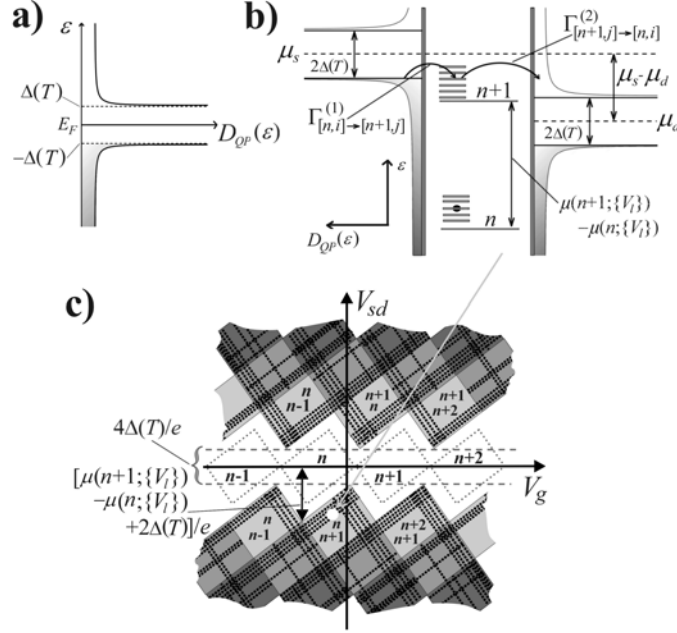 a)
ε
Δ(T)
E_F
D_QP(ε)
−Δ(T)
b)
μ_s
2Δ(T)
Γ^(1)_[n,i]→[n+1,j]
n+1
Γ^(2)_[n+1,j]→[n,i]
μ_s-μ_d
μ_d
2Δ(T)
ε
D_QP(ε)
n
μ(n+1;{V_l})
−μ(n;{V_l})
c)
V_sd
n
n-1
n+1
n
n+1
n+2
4Δ(T)/e
n-1
n
n+1
n+2
V_g
[μ(n+1;{V_l})
−μ(n;{V_l})
+2Δ(T)]/e
n
n-1
n
n+1
n+2
n+1